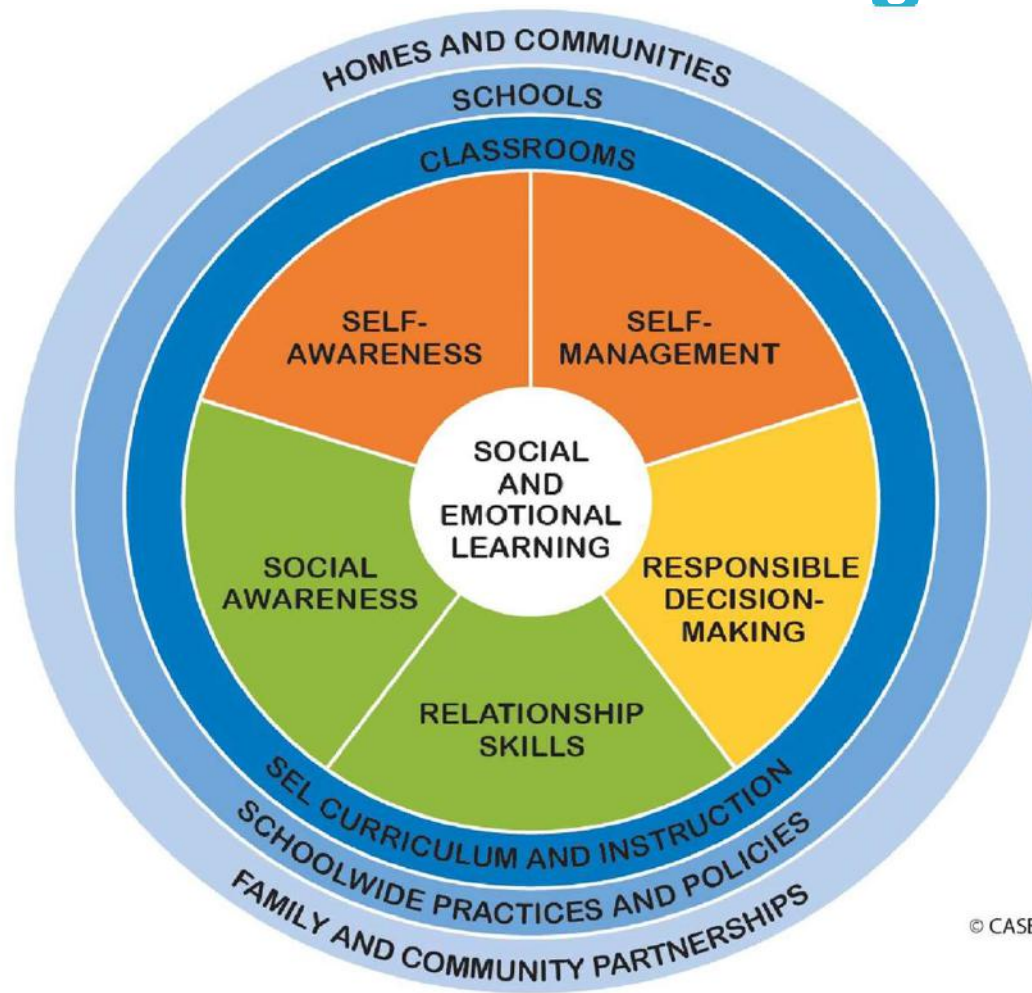 HOMES AND COMMUNITIES
SCHOOLS
CLASSROOMS
SELF-
AWARENESS
SELF-
MANAGEMENT
SOCIAL
AND
EMOTIONAL
LEARNING
SOCIAL
AWARENESS
RESPONSIBLE
DECISION-
MAKING
RELATIONSHIP
SKILLS
SEL CURRICULUM AND INSTRUCTION
SCHOOLWIDE PRACTICES AND POLICIES
FAMILY AND COMMUNITY PARTNERSHIPS
© CASE